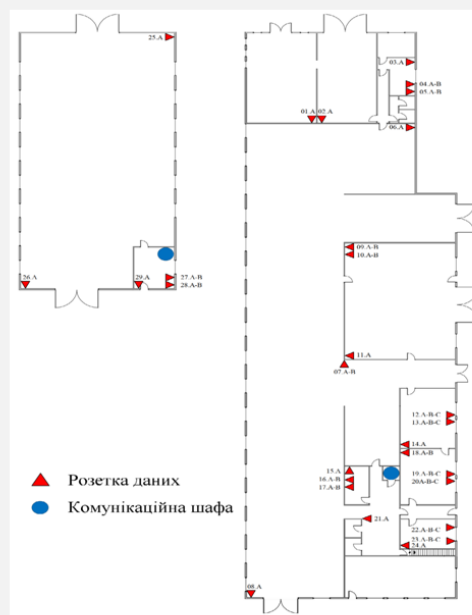 25.А
03.А
04.А-В
05.А-В
01.А 02.А
06.А
09.А-В
10.А-В
27.А-В
28.А-В
26.А
29.А
11.А
07.А-В
12.А-В-С
13.А-В-С
14.А
18.А-В
15.А
16.А-В
17.А-В
19.А-В-С
20А-В-С
21.А
22.А-В-С
23.А-В-С
24.А
08.А
Розетка даних
Комунікаційна шафа